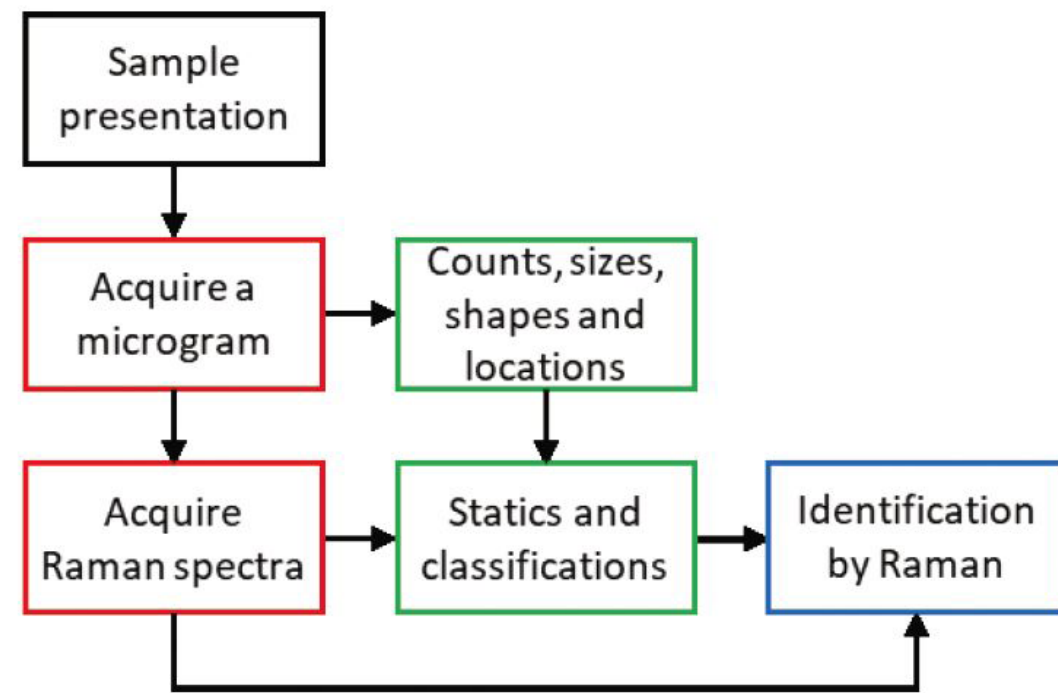 Sample
presentation
Acquire a
microgram
Counts, sizes,
shapes and
locations
Acquire
Raman spectra
Statics and
classifications
Identification
by Raman